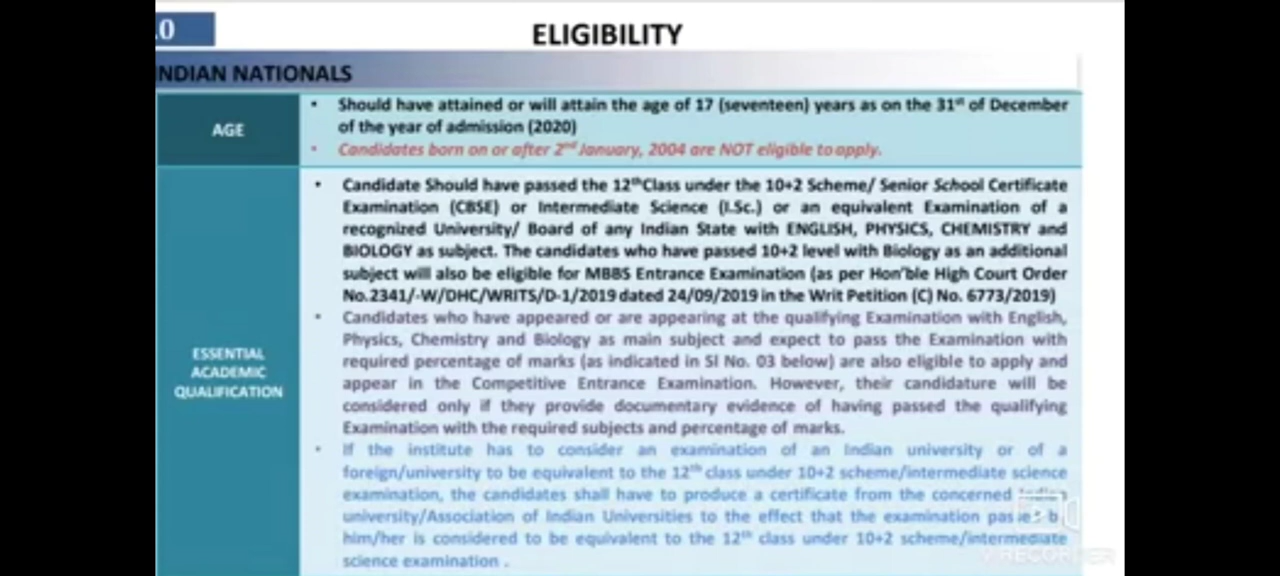 .0
ELIGIBILITY
INDIAN NATIONALS
AGE
• Should have attained or will attain the age of 17 (seventeen) years as on the 31st of December
of the year of admission (2020)
• Candidates born on or after 2nd January, 2004 are NOT eligible to apply.
ESSENTIAL
ACADEMIC
QUALIFICATION
• Candidate Should have passed the 12thClass under the 10+2 Scheme/ Senior School Certificate
Examination (CBSE) or Intermediate Science (I.Sc.) or an equivalent Examination of a
recognized University/ Board of any Indian State with ENGLISH, PHYSICS, CHEMISTRY and
BIOLOGY as subject. The candidates who have passed 10+2 level with Biology as an additional
subject will also be eligible for MBBS Entrance Examination (as per Hon'ble High Court Order
No.2341/-W/DHC/WRITS/D-1/2019 dated 24/09/2019 in the Writ Petition (C) No. 6773/2019)
• Candidates who have appeared or are appearing at the qualifying Examination with English,
Physics, Chemistry and Biology as main subject and expect to pass the Examination with
required percentage of marks (as indicated in Sl No. 03 below) are also eligible to apply and
appear in the Competitive Entrance Examination. However, their candidature will be
considered only if they provide documentary evidence of having passed the qualifying
Examination with the required subjects and percentage of marks.
• If the institute has to consider an examination of an Indian university or of a
foreign/university to be equivalent to the 12th class under 10+2 scheme/intermediate science
examination, the candidates shall have to produce a certificate from the concerned
university/Association of Indian Universities to the effect that the examination
him/her is considered to be equivalent to the 12th class under 10+2 scheme/intermediate
science examination .
RECORDER